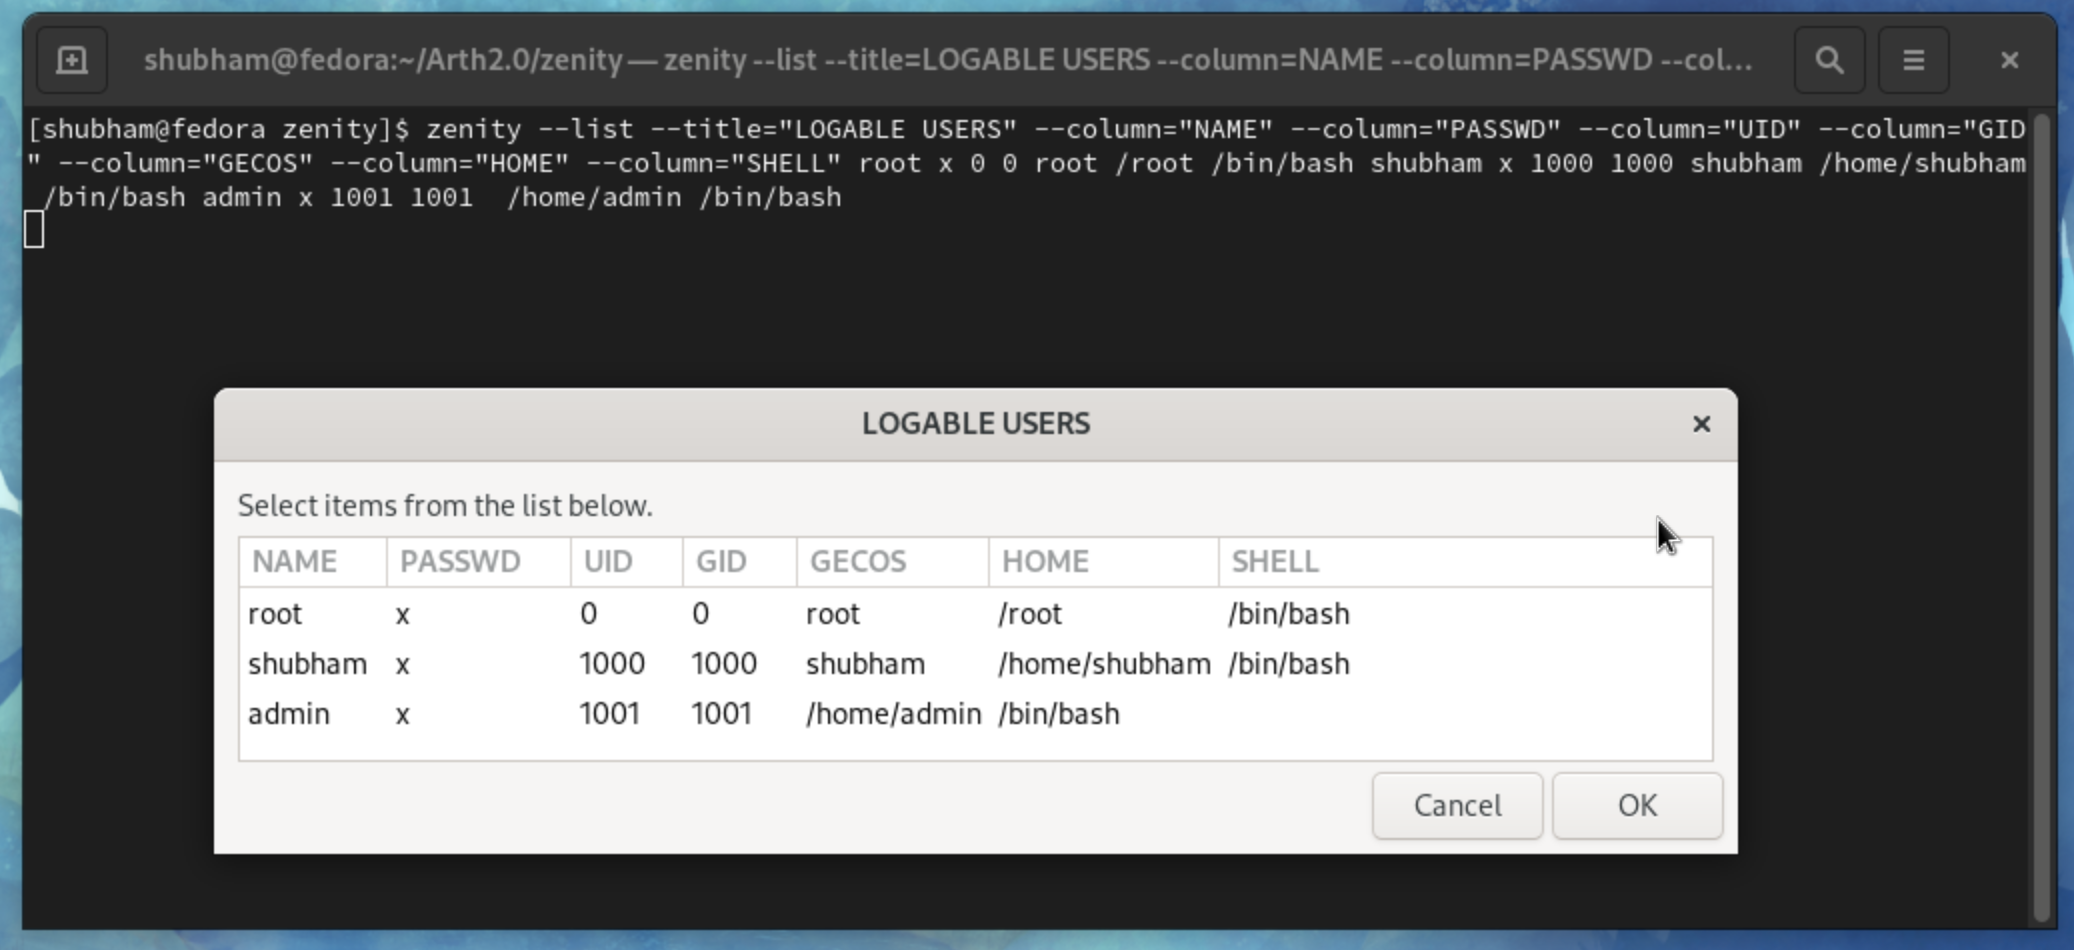 shubham@fedora:~/Arth2.0/zenity — zenity --list --title=LOGABLE USERS --column=NAME --column=PASSWD --col...
[shubham@fedora zenity]$ zenity --list --title="LOGABLE USERS" --column="NAME" --column="PASSWD" --column="UID" --column="GID
" --column="GECOS" --column="HOME" --column="SHELL" root x 0 0 root /root /bin/bash shubham x 1000 1000 shubham /home/shubham
/bin/bash admin x 1001 1001  /home/admin /bin/bash
LOGABLE USERS
Select items from the list below.
NAME PASSWD UID GID GECOS HOME SHELL
root x 0 0 root /root /bin/bash
shubham x 1000 1000 shubham /home/shubham /bin/bash
admin x 1001 1001 /home/admin /bin/bash
Cancel OK